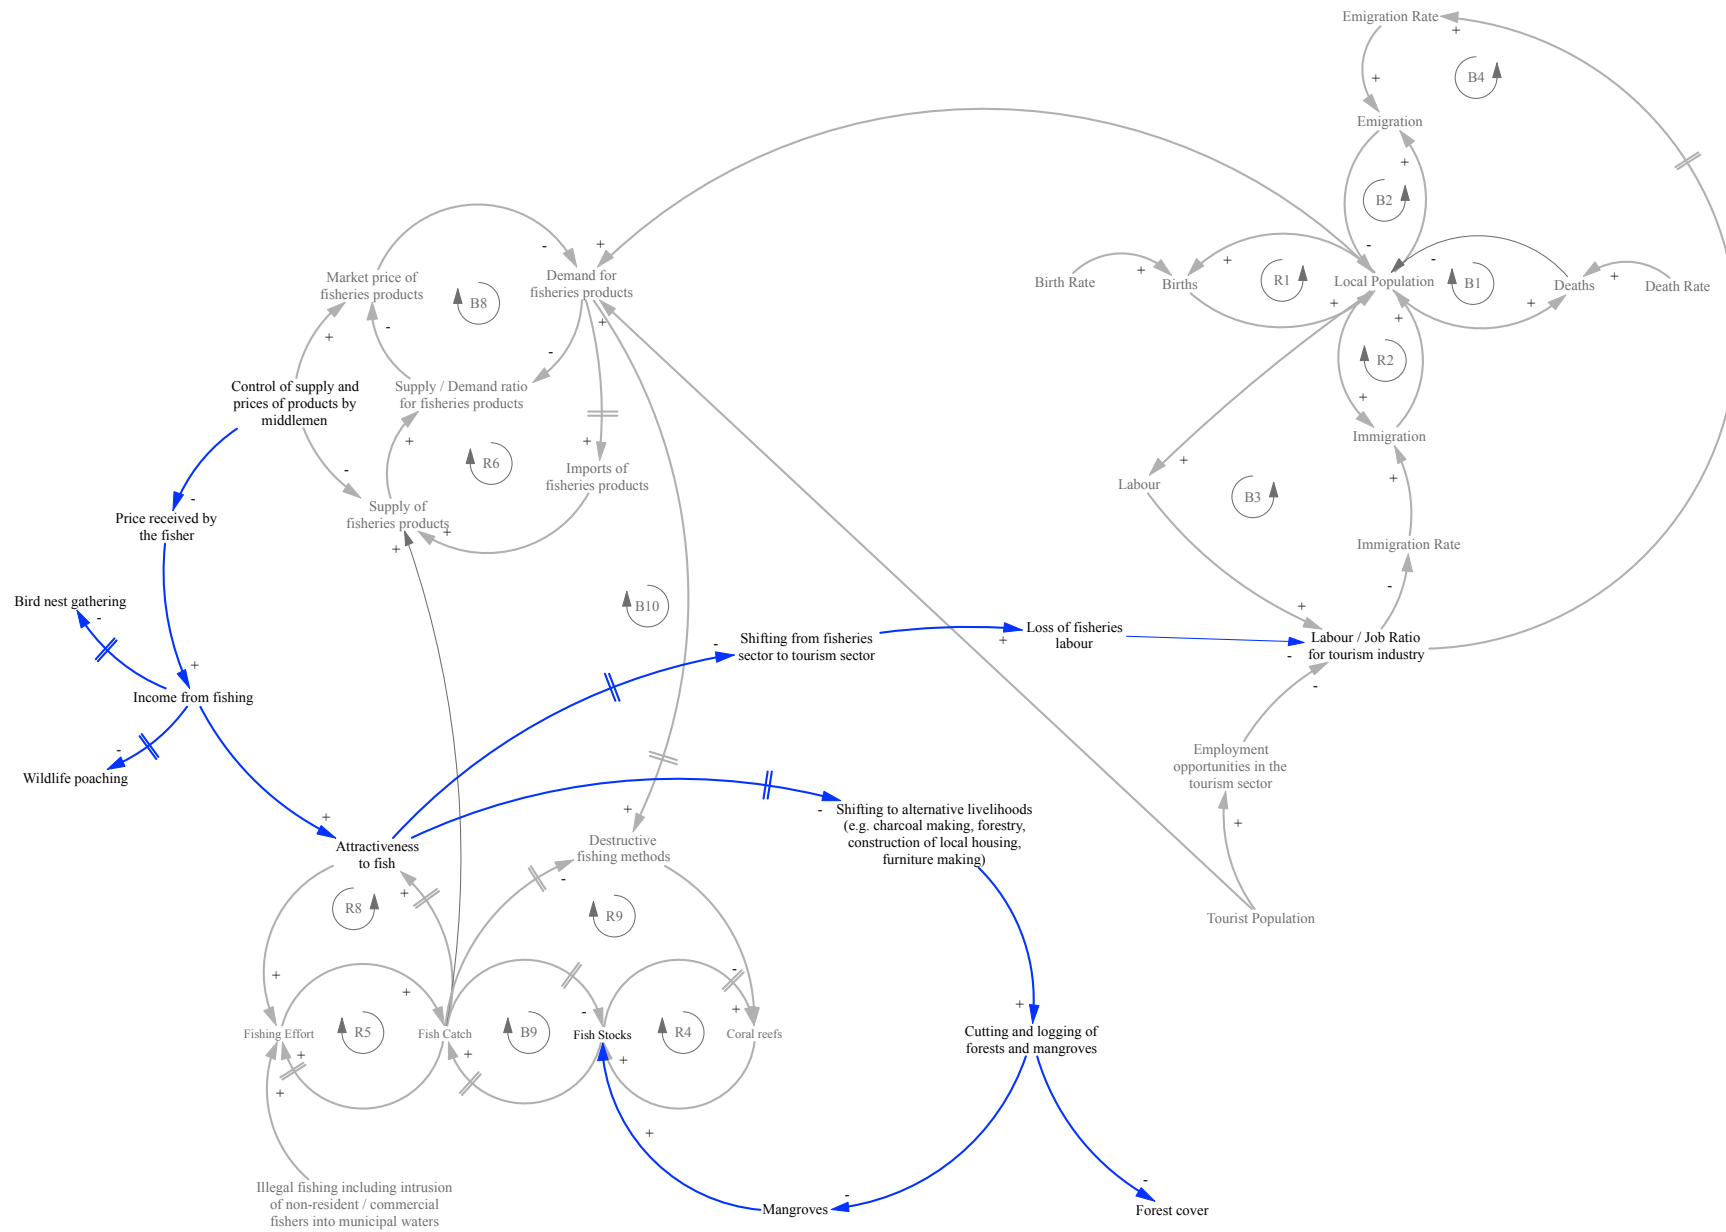 Emigration Rate
+
B4
+
Emigration
+
B2
-
+
-
+
-
Market price of
fisheries products
Demand for
fisheries products
B8
+
-
+
-
Birth Rate
+
Births
+
R1
+
Local Population
-
B1
+
Deaths
+
Death Rate
+
R2
+
Immigration
Control of supply and
prices of products by
middlemen
Supply / Demand ratio
for fisheries products
-
+
R6
+
Imports of
fisheries products
Supply of
fisheries products
+
+
-
Price received by
the fisher
+
Labour
B3
+
Immigration Rate
-
Bird nest gathering
-
B10
+
Income from fishing
-
Wildlife poaching
-
Shifting from fisheries
sector to tourism sector
+
Loss of fisheries
labour
-
+
Labour / Job Ratio
for tourism industry
-
Employment
opportunities in the
tourism sector
+
+
Attractiveness
to fish
+
Destructive
fishing methods
-
-
Shifting to alternative livelihoods
(e.g. charcoal making, forestry,
construction of local housing,
furniture making)
R8
+
R9
Tourist Population
+
+
-
-
+
+
Fishing Effort
R5
Fish Catch
B9
Fish Stocks
R4
Coral reefs
Cutting and logging of
forests and mangroves
+
+
+
+
+
Illegal fishing including intrusion
of non-resident / commercial
fishers into municipal waters
Mangroves
-
-
Forest cover